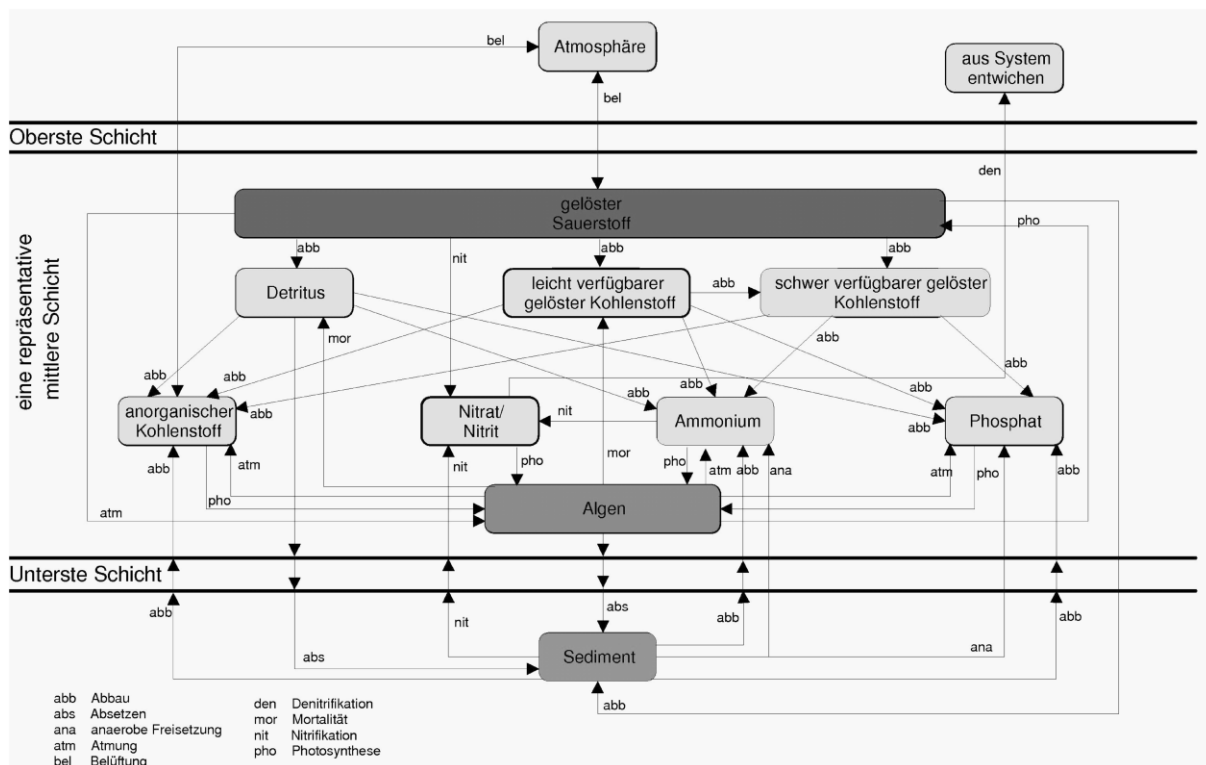 bel
Atmosphäre
aus System
entwichen
bel
Oberste Schicht
den
eine repräsentative
mittlere Schicht
gelöster
Sauerstoff
pho
abb
nit
abb
abb
Detritus
leicht verfügbarer
gelöster Kohlenstoff
abb
schwer verfügbarer gelöster
Kohlenstoff
mor
abb
abb
abb
abb
abb
abb
abb
abb
anorganischer
Kohlenstoff
abb
Nitrat/
Nitrit
nit
Ammonium
abb
Phosphat
abb
atm
nit
pho
mor
pho
atm
abb
ana
atm
pho
abb
pho
atm
Algen
Unterste Schicht
abb
nit
abs
abb
abb
Sediment
ana
abs
abb
abb Abbau
abs Absetzen
ana anaerobe Freisetzung
atm Atmung
bel Belüftung
den Denitrifikation
mor Mortalität
nit Nitrifikation
pho Photosynthese